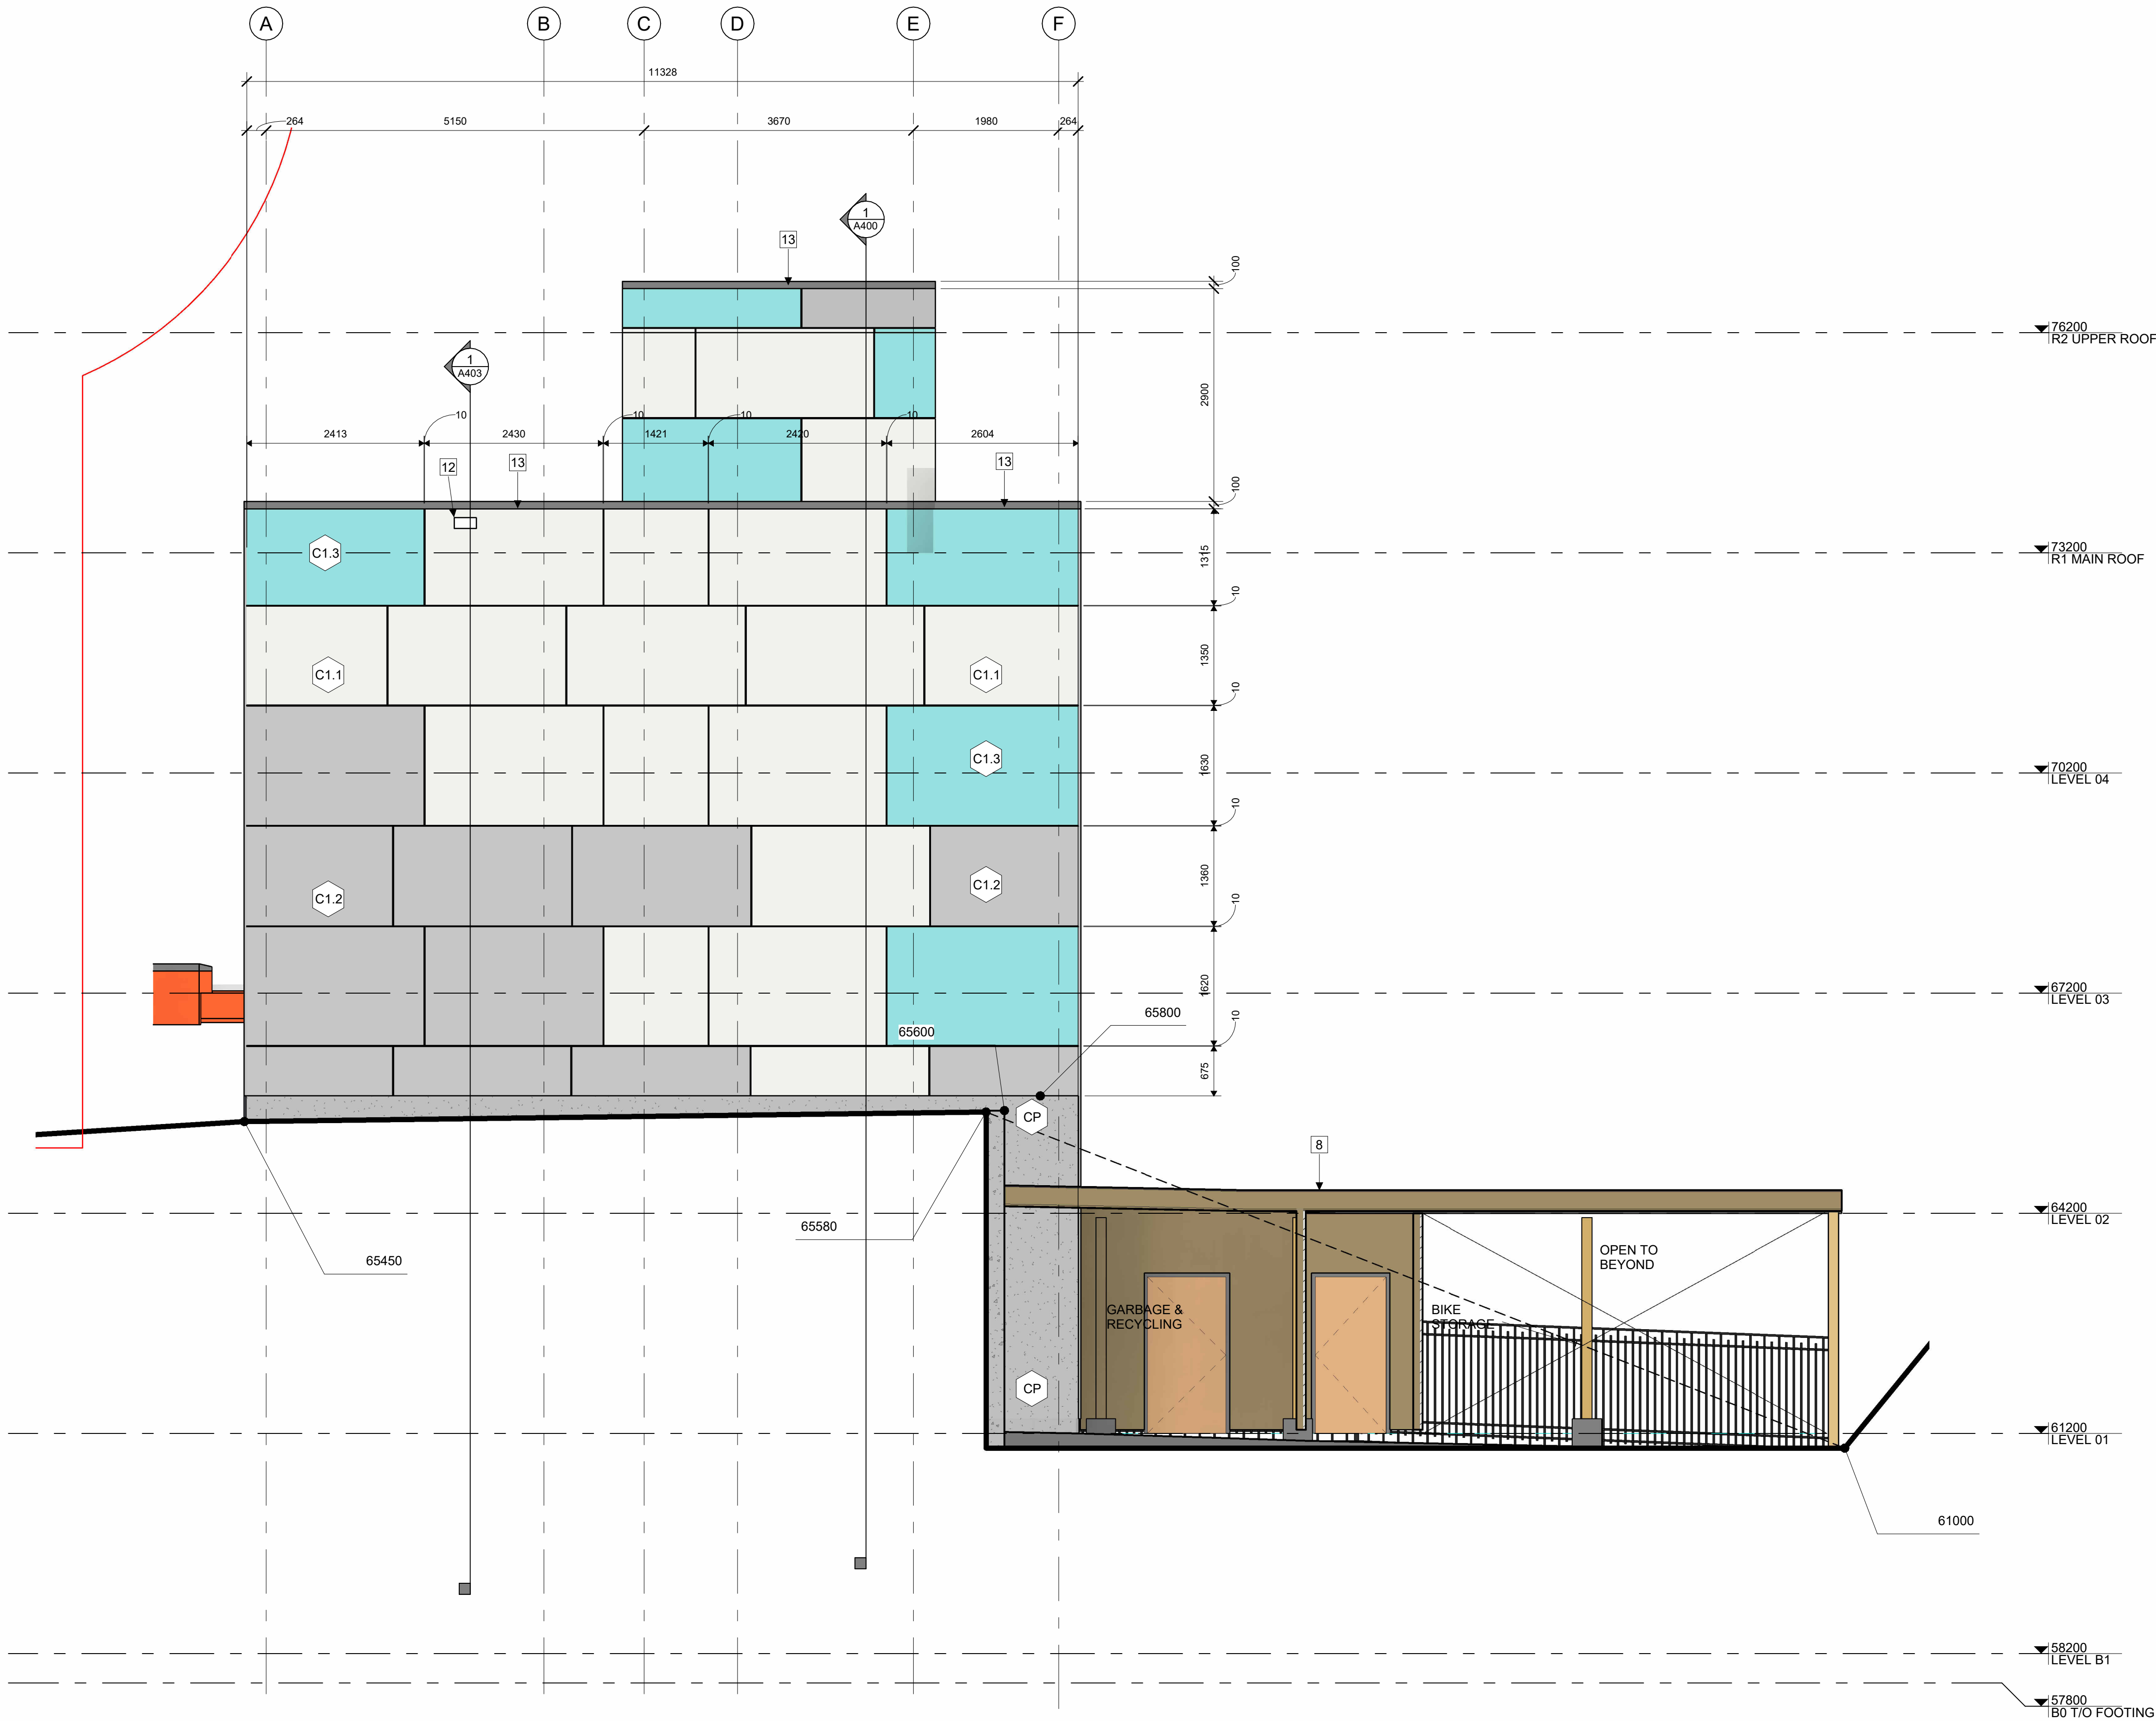 A
B
C
D
E
F
11328
264
5150
3670
1980
264
1
A400
13
100
76200
R2 UPPER ROOF
1
A403
2900
10
10
10
10
2413
2430
1421
2420
2604
12
13
13
100
C1.3
1315
73200
R1 MAIN ROOF
10
C1.1
C1.1
1350
10
C1.3
1630
70200
LEVEL 04
10
C1.2
C1.2
1360
10
1620
67200
LEVEL 03
65600
65800
10
675
CP
8
65580
64200
LEVEL 02
65450
OPEN TO
BEYOND
GARBAGE &
RECYCLING
BIKE
STORAGE
CP
61200
LEVEL 01
61000
58200
LEVEL B1
57800
B0 T/O FOOTING